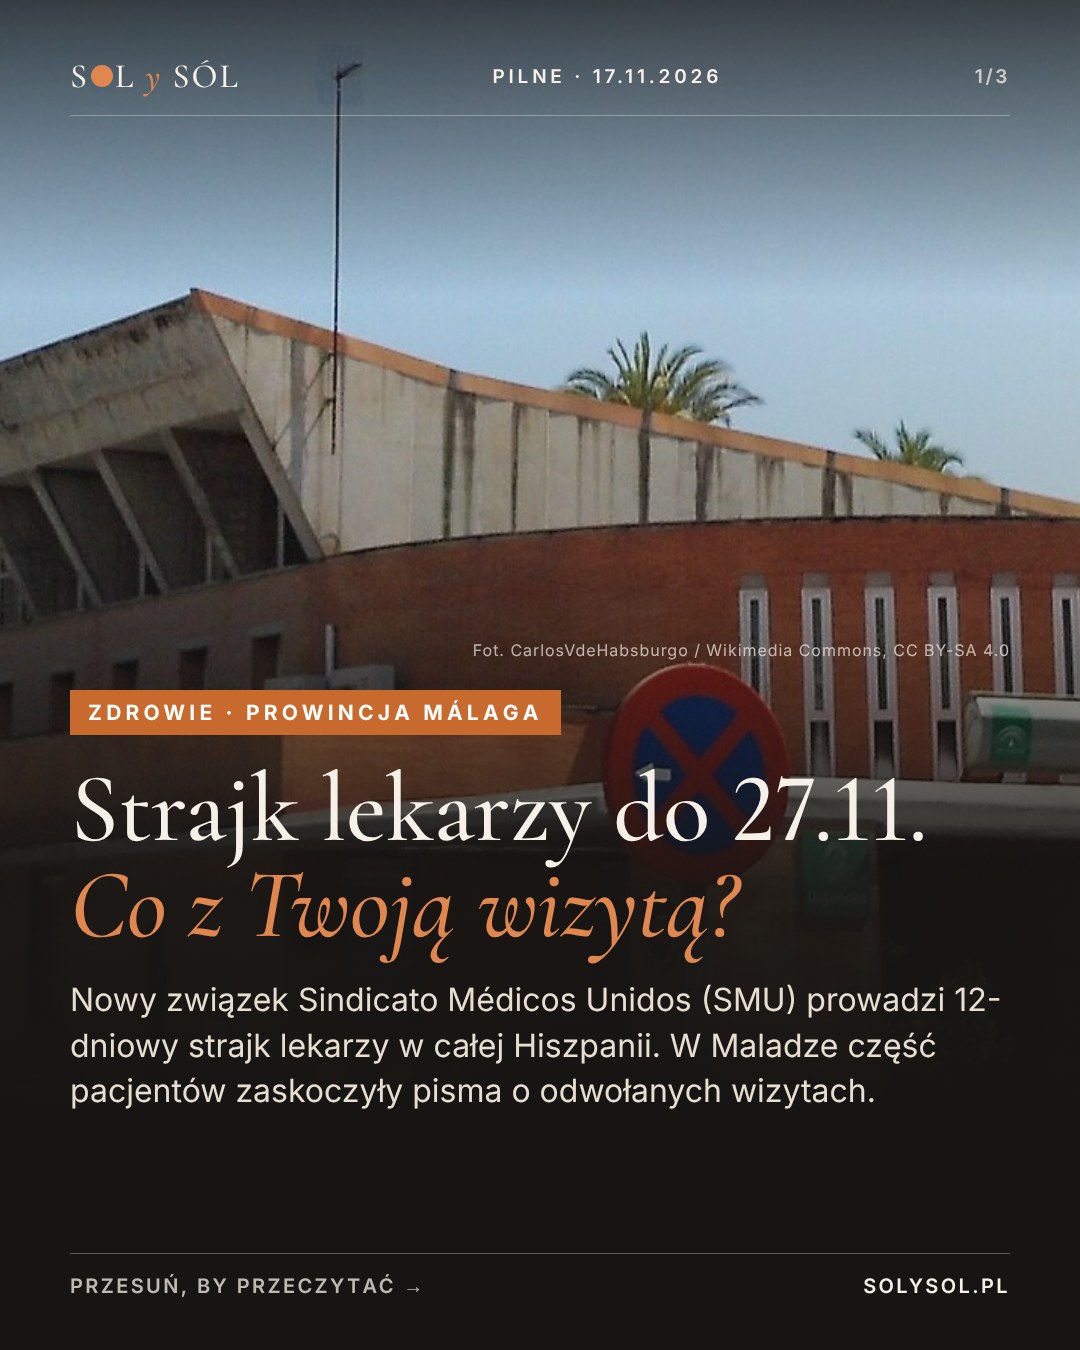 SOL y SÓL
PILNE · 17.11.2026
1/3
Fot. CarlosVdeHabsburgo / Wikimedia Commons, CC BY-SA 4.0
ZDROWIE · PROWINCJA MÁLAGA
Strajk lekarzy do 27.11.
Co z Twoją wizytą?
Nowy związek Sindicato Médicos Unidos (SMU) prowadzi 12-
dniowy strajk lekarzy w całej Hiszpanii. W Maladze część
pacjentów zaskoczyły pisma o odwołanych wizytach.
PRZESUŃ, BY PRZECZYTAĆ →
SOLYSOL.PL